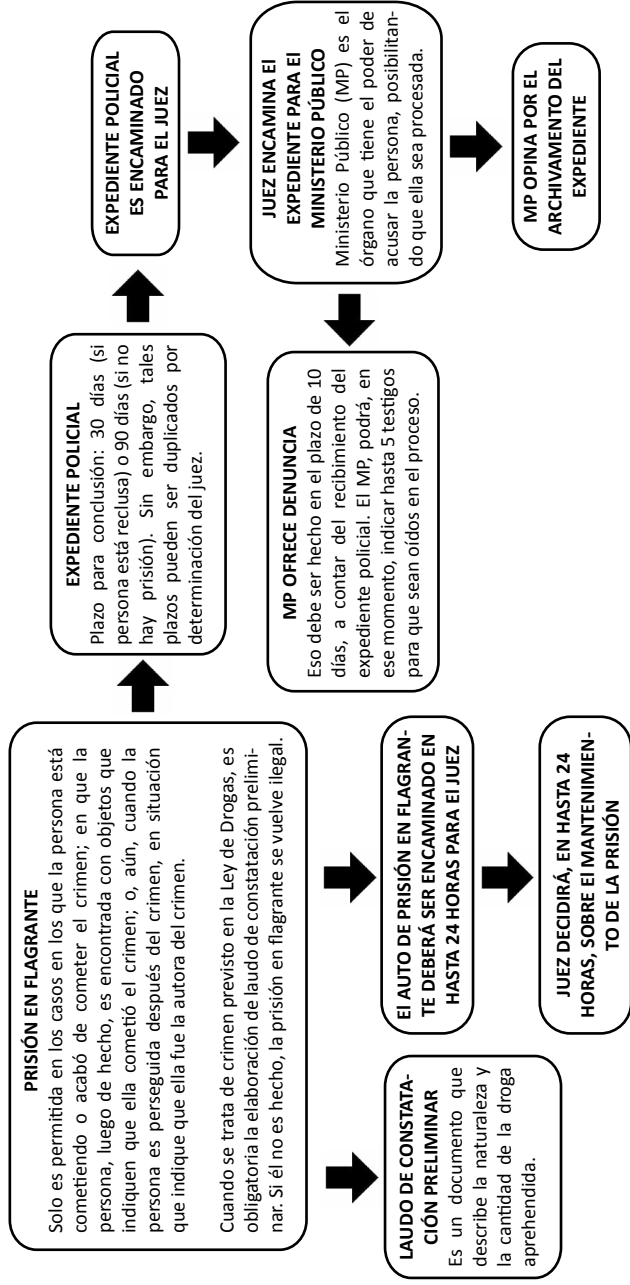 PRISIÓN EN FLAGRANTE
Solo es permitida en los casos en los que la persona está
cometiendo o acabó de cometer el crimen; en que la
persona, luego de hecho, es encontrada con objetos que
indiquen que ella cometió el crimen; o, aún, cuando la
persona es perseguida después del crimen, en situación
que indique que ella fue la autora del crimen.
Cuando se trata de crimen previsto en la Ley de Drogas, es
obligatoria la elaboración de laudo de constatación prelimi-
nar. Si él no es hecho, la prisión en flagrante se vuelve ilegal.
LAUDO DE CONSTATA-
CIÓN PRELIMINAR
Es un documento que
describe la naturaleza y
la cantidad de la droga
aprehendida.
El AUTO DE PRISIÓN EN FLAGRAN-
TE DEBERÁ SER ENCAMINADO EN
HASTA 24 HORAS PARA El JUEZ
JUEZ DECIDIRÁ, EN HASTA 24
HORAS, SOBRE El MANTENIMIEN-
TO DE LA PRISIÓN
EXPEDIENTE POLICIAL
Plazo para conclusión: 30 días (si
persona está reclusa) o 90 días (si no
hay prisión). Sin embargo, tales
plazos pueden ser duplicados por
determinación del juez.
EXPEDIENTE POLICIAL
ES ENCAMINADO
PARA EL JUEZ
JUEZ ENCAMINA El
EXPEDIENTE PARA El
MINISTERIO PÚBLICO
Ministerio Público (MP) es el
órgano que tiene el poder de
acusar la persona, posibilitan-
do que ella sea procesada.
MP OFRECE DENUNCIA
Eso debe ser hecho en el plazo de 10
días, a contar del recibimiento del
expediente policial. El MP, podrá, en
ese momento, indicar hasta 5 testigos
para que sean oídos en el proceso.
MP OPINA POR EL
ARCHIVAMENTO DEL
EXPEDIENTE